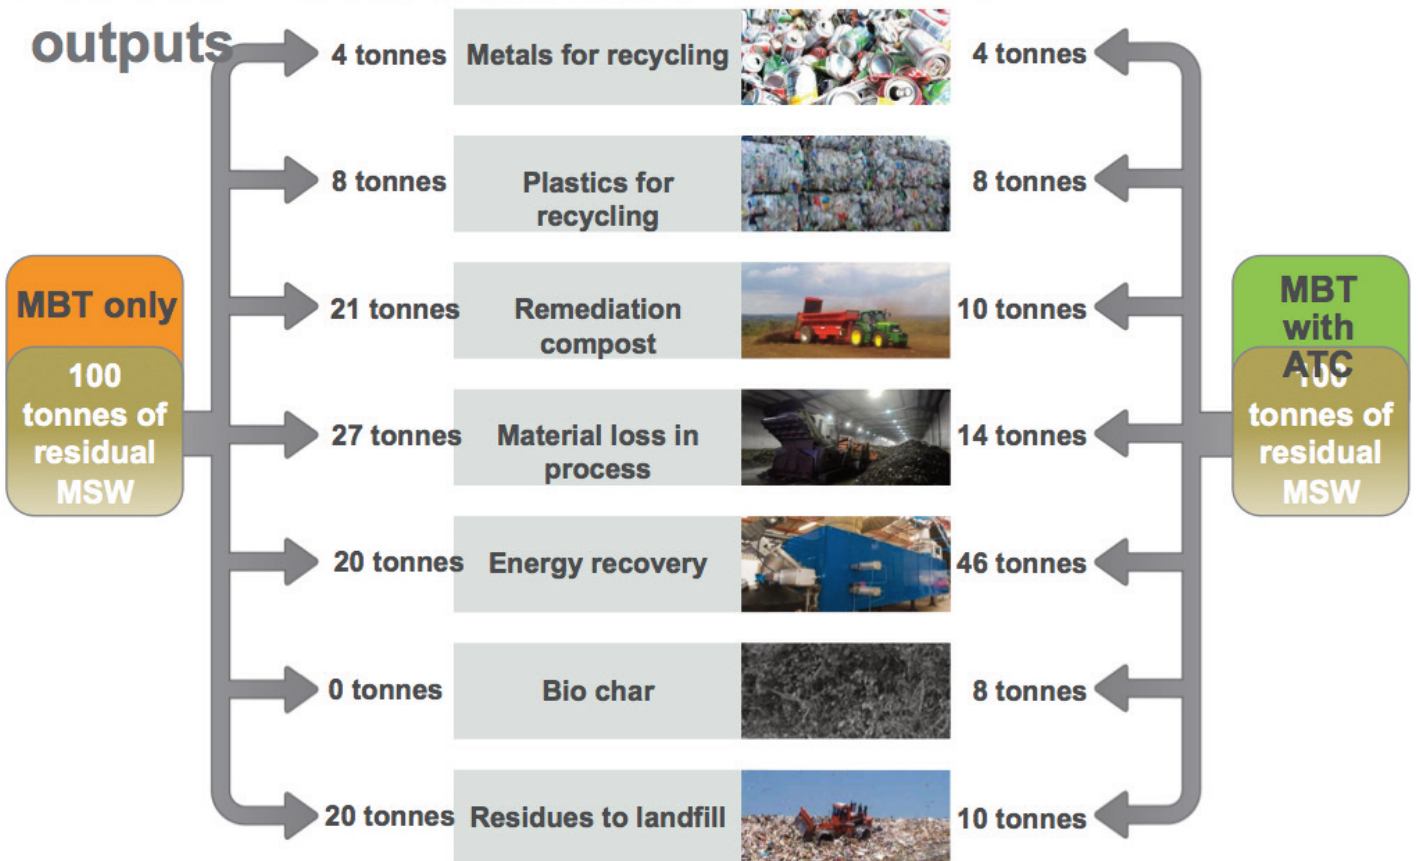 outputs
4 tonnes
Metals for recycling
4 tonnes
8 tonnes
Plastics for
recycling
8 tonnes
MBT only
100
tonnes of
residual
MSW
21 tonnes
Remediation
compost
10 tonnes
MBT
with
ATC
100
tonnes of
residual
MSW
27 tonnes
Material loss in
process
14 tonnes
20 tonnes
Energy recovery
46 tonnes
0 tonnes
Bio char
8 tonnes
20 tonnes
Residues to landfill
10 tonnes